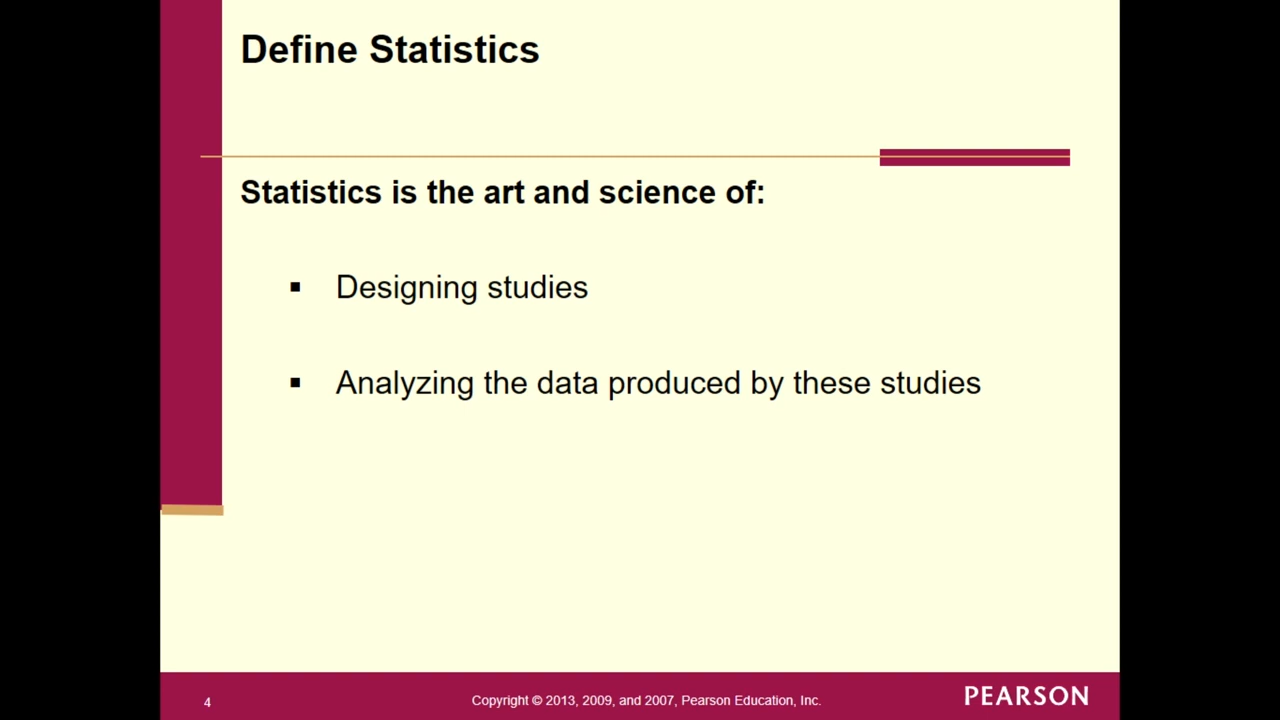 Define Statistics
Statistics is the art and science of:
▪ Designing studies
▪ Analyzing the data produced by these studies
4
Copyright © 2013, 2009, and 2007, Pearson Education, Inc.
PEARSON